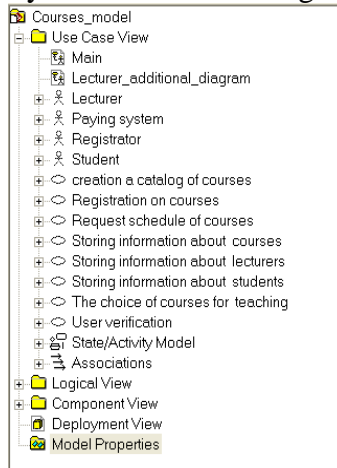 Courses_model
Use Case View
Main
Lecturer_additional_diagram
Lecturer
Paying system
Registrator
Student
creation a catalog of courses
Registration on courses
Request schedule of courses
Storing information about courses
Storing information about lecturers
Storing information about students
The choice of courses for teaching
User verification
State/Activity Model
Associations
Logical View
Component View
Deployment View
Model Properties